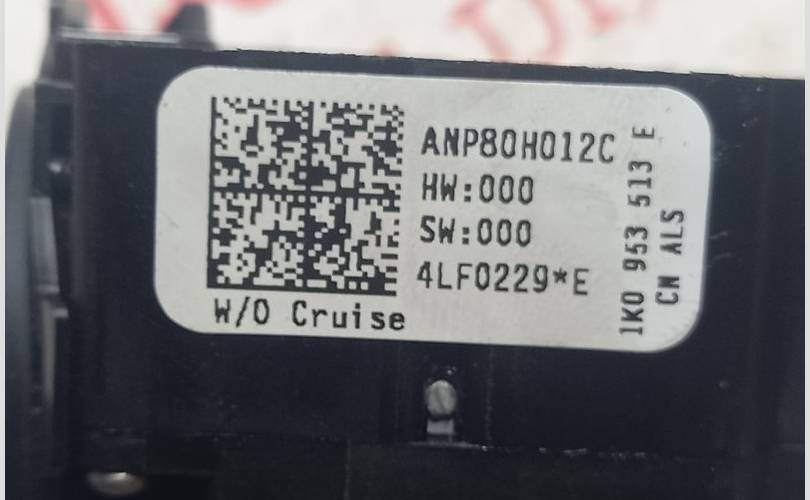 ANP80H012C
HW:000
SW:000
4LF0229*E
W/O Cruise
1K0 953 513 E
CN ALS